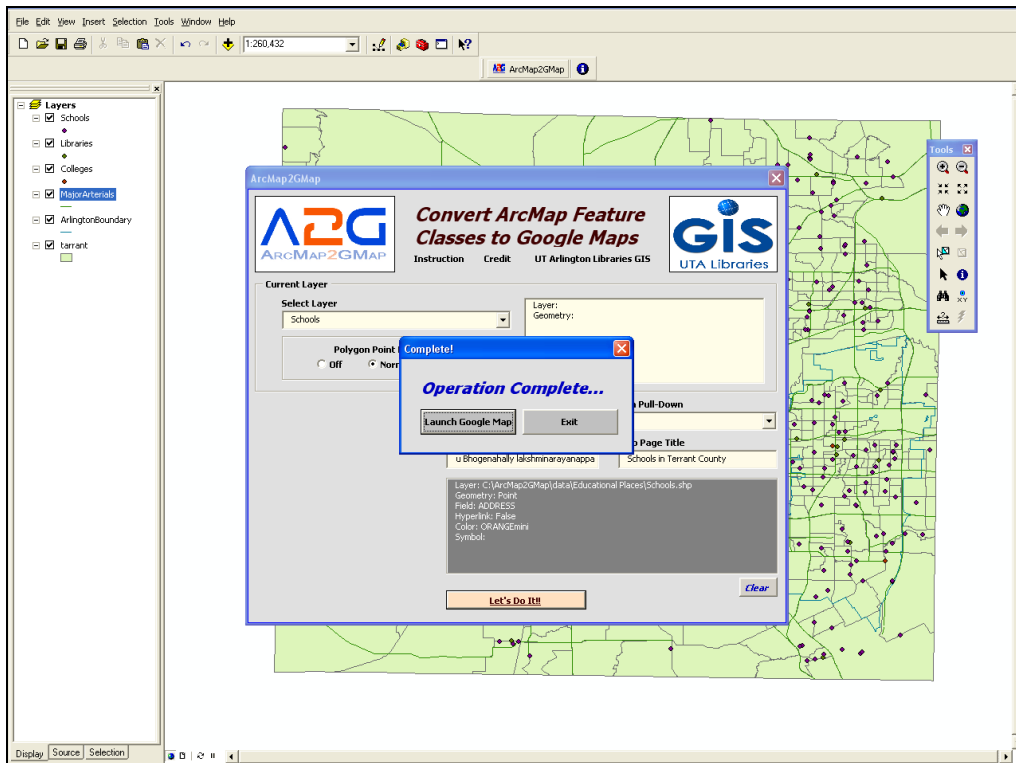 File Edit View Insert Selection Tools Window Help
1:260,432
ArcMap2GMap
Layers
Schools
Libraries
Colleges
MajorArterials
ArlingtonBoundary
tarrant
Tools
XY
ArcMap2GMap
A2G
ARCMAP2GMAP
Convert ArcMap Feature
Classes to Google Maps
Instruction Credit UT Arlington Libraries GIS
GIS
UTA Libraries
Current Layer
Select Layer
Schools
Layer:
Geometry:
Polygon Point
Off Norm
Complete!
Operation Complete...
Launch Google Map Exit
Pull-Down
Page Title
u Bhogenahally lakshminarayanappa
Schools in Terrant County
Layer: C:\ArcMap2GMap\data\Educational Places\Schools.shp
Geometry: Point
Field: ADDRESS
Hyperlink: False
Color: ORANGEmini
Symbol:
Clear
Let's Do It!!
Display Source Selection